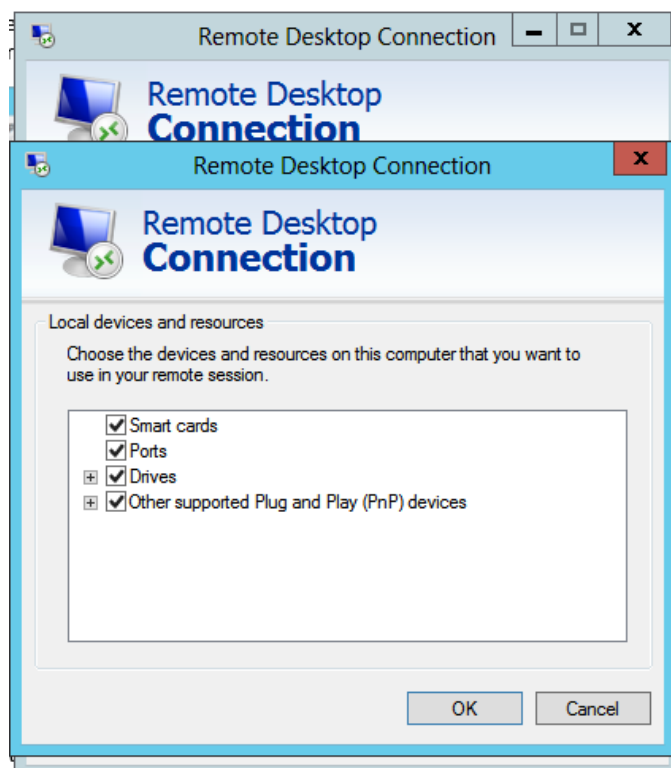 Remote Desktop Connection
Remote Desktop
Connection
Remote Desktop Connection
Remote Desktop
Connection
Local devices and resources
Choose the devices and resources on this computer that you want to
use in your remote session.
Smart cards
Ports
Drives
Other supported Plug and Play (PnP) devices
OK
Cancel